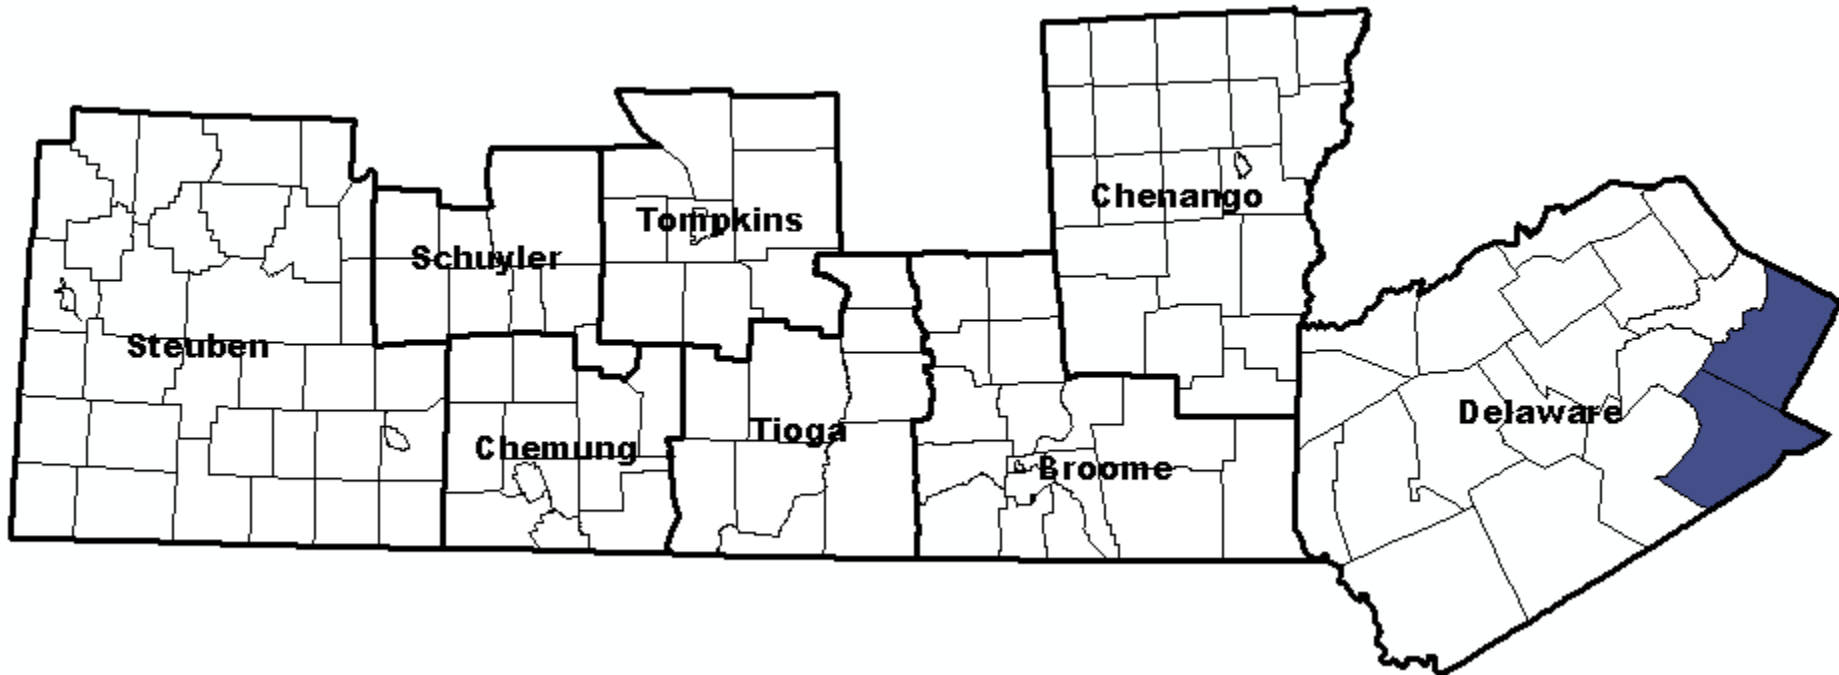 Chenango
Tompkins
Schuyler
Steuben
Delaware
Tioga
Chemung
Broome